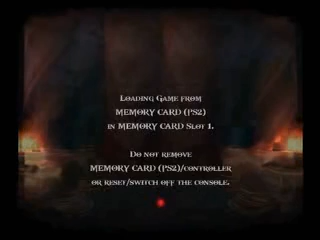 Loading Game from
MEMORY CARD (PS2)
in MEMORY CARD Slot 1.
Do not remove
MEMORY CARD (PS2)/controller
or reset/switch off the console.